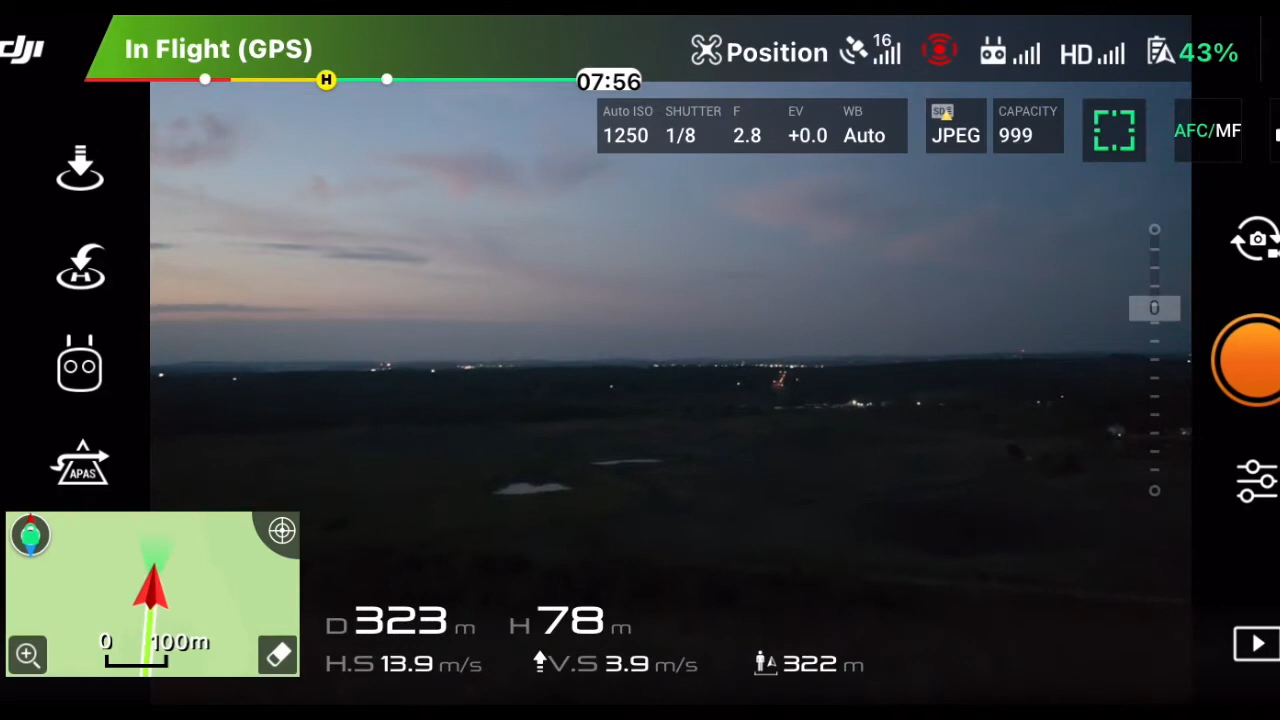 dji
In Flight (GPS)
Position
16
HD
43%
H
07:56
Auto ISO
1250
SHUTTER
1/8
F
2.8
EV
+0.0
WB
Auto
SD
JPEG
CAPACITY
999
AFC/MF
0
H
APAS
0 100m
D 323 m H 78 m
H.S 13.9 m/s V.S 3.9 m/s 322 m